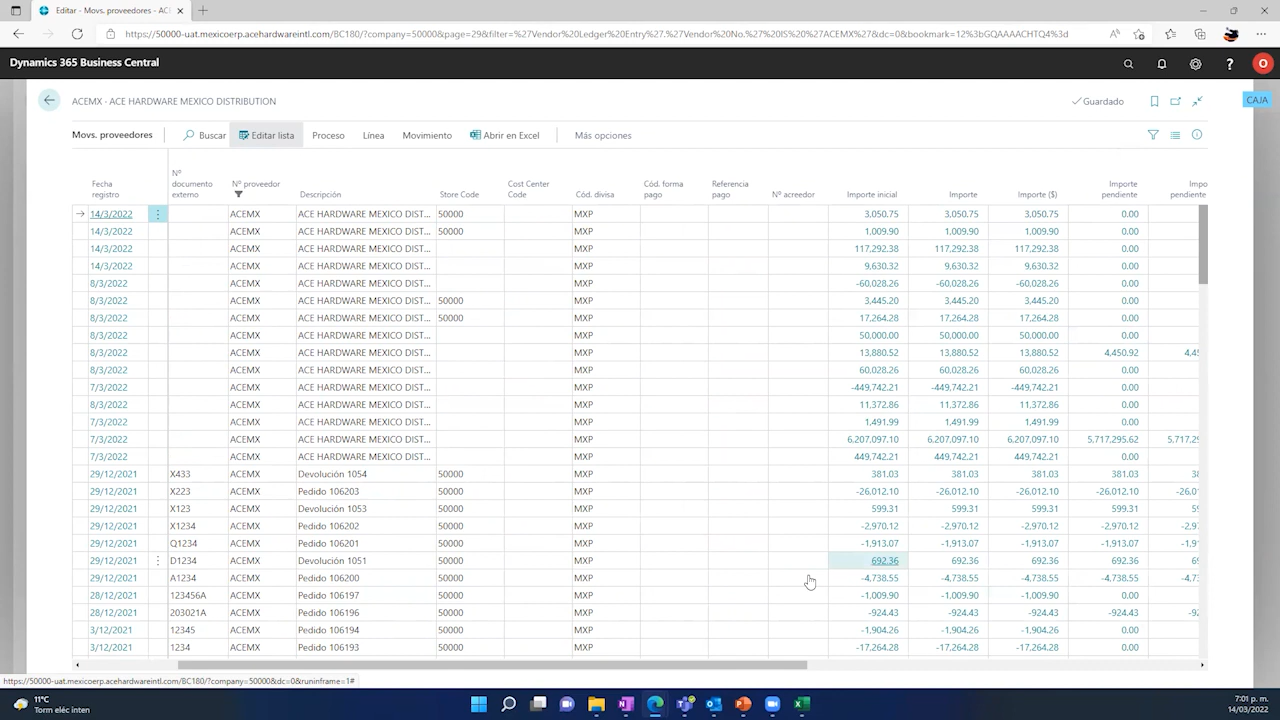 Editar - Movs. proveedores - AC
https://50000-uat.mexicoerp.acehardwareintl.com/BC180/?company=50000&page=29&filter=%27Vendor%20Ledger%20Entry%27.%27Vendor%20No.%27%20IS%20%27ACEMX%27&dc=0&bookmark=12%3bGQAAAACHTQ4%3d
Dynamics 365 Business Central
O
ACEMX - ACE HARDWARE MEXICO DISTRIBUTION
Guardado
CAJA
Movs. proveedores Buscar Editar lista Proceso Línea Movimiento Abrir en Excel Más opciones
Fecha registro Nº documento externo Nº proveedor Descripción Store Code Cost Center Code Cód. divisa Cód. forma pago Referencia pago Nº acreedor Importe inicial Importe Importe ($) Importe pendiente Impo pendiente
14/3/2022 ACEMX ACE HARDWARE MEXICO DIST... 50000 MXP 3,050.75 3,050.75 3,050.75 0.00
14/3/2022 ACEMX ACE HARDWARE MEXICO DIST... 50000 MXP 1,009.90 1,009.90 1,009.90 0.00
14/3/2022 ACEMX ACE HARDWARE MEXICO DIST... MXP 117,292.38 117,292.38 117,292.38 0.00
14/3/2022 ACEMX ACE HARDWARE MEXICO DIST... MXP 9,630.32 9,630.32 9,630.32 0.00
8/3/2022 ACEMX ACE HARDWARE MEXICO DIST... MXP -60,028.26 -60,028.26 -60,028.26 0.00
8/3/2022 ACEMX ACE HARDWARE MEXICO DIST... 50000 MXP 3,445.20 3,445.20 3,445.20 0.00
8/3/2022 ACEMX ACE HARDWARE MEXICO DIST... 50000 MXP 17,264.28 17,264.28 17,264.28 0.00
8/3/2022 ACEMX ACE HARDWARE MEXICO DIST... MXP 50,000.00 50,000.00 50,000.00 0.00
8/3/2022 ACEMX ACE HARDWARE MEXICO DIST... MXP 13,880.52 13,880.52 13,880.52 4,450.92 4,45
8/3/2022 ACEMX ACE HARDWARE MEXICO DIST... MXP 60,028.26 60,028.26 60,028.26 0.00
7/3/2022 ACEMX ACE HARDWARE MEXICO DIST... MXP -449,742.21 -449,742.21 -449,742.21 0.00
8/3/2022 ACEMX ACE HARDWARE MEXICO DIST... MXP 11,372.86 11,372.86 11,372.86 0.00
7/3/2022 ACEMX ACE HARDWARE MEXICO DIST... MXP 1,491.99 1,491.99 1,491.99 0.00
7/3/2022 ACEMX ACE HARDWARE MEXICO DIST... MXP 6,207,097.10 6,207,097.10 6,207,097.10 5,717,295.62 5,717,29
7/3/2022 ACEMX ACE HARDWARE MEXICO DIST... MXP 449,742.21 449,742.21 449,742.21 0.00
29/12/2021 X433 ACEMX Devolución 1054 50000 MXP 381.03 381.03 381.03 381.03 38
29/12/2021 X223 ACEMX Pedido 106203 50000 MXP -26,012.10 -26,012.10 -26,012.10 -26,012.10 -26,01
29/12/2021 X123 ACEMX Devolución 1053 50000 MXP 599.31 599.31 599.31 599.31 59
29/12/2021 X1234 ACEMX Pedido 106202 50000 MXP -2,970.12 -2,970.12 -2,970.12 -2,970.12 -2,97
29/12/2021 Q1234 ACEMX Pedido 106201 50000 MXP -1,913.07 -1,913.07 -1,913.07 -1,913.07 -1,91
29/12/2021 D1234 ACEMX Devolución 1051 50000 MXP 692.36 692.36 692.36 692.36 69
29/12/2021 A1234 ACEMX Pedido 106200 50000 MXP -4,738.55 -4,738.55 -4,738.55 -4,738.55 -4,73
28/12/2021 123456A ACEMX Pedido 106197 50000 MXP -1,009.90 -1,009.90 -1,009.90 0.00
28/12/2021 203021A ACEMX Pedido 106196 50000 MXP -924.43 -924.43 -924.43 -924.43 -92
3/12/2021 12345 ACEMX Pedido 106194 50000 MXP -1,904.26 -1,904.26 -1,904.26 0.00
3/12/2021 1234 ACEMX Pedido 106193 50000 MXP -17,264.28 -17,264.28 -17,264.28 0.00
https://50000-uat.mexicoerp.acehardwareintl.com/BC180/?company=50000&dc=0&runinframe=1#
11°C
Torm eléc inten
7:01 p. m.
14/03/2022